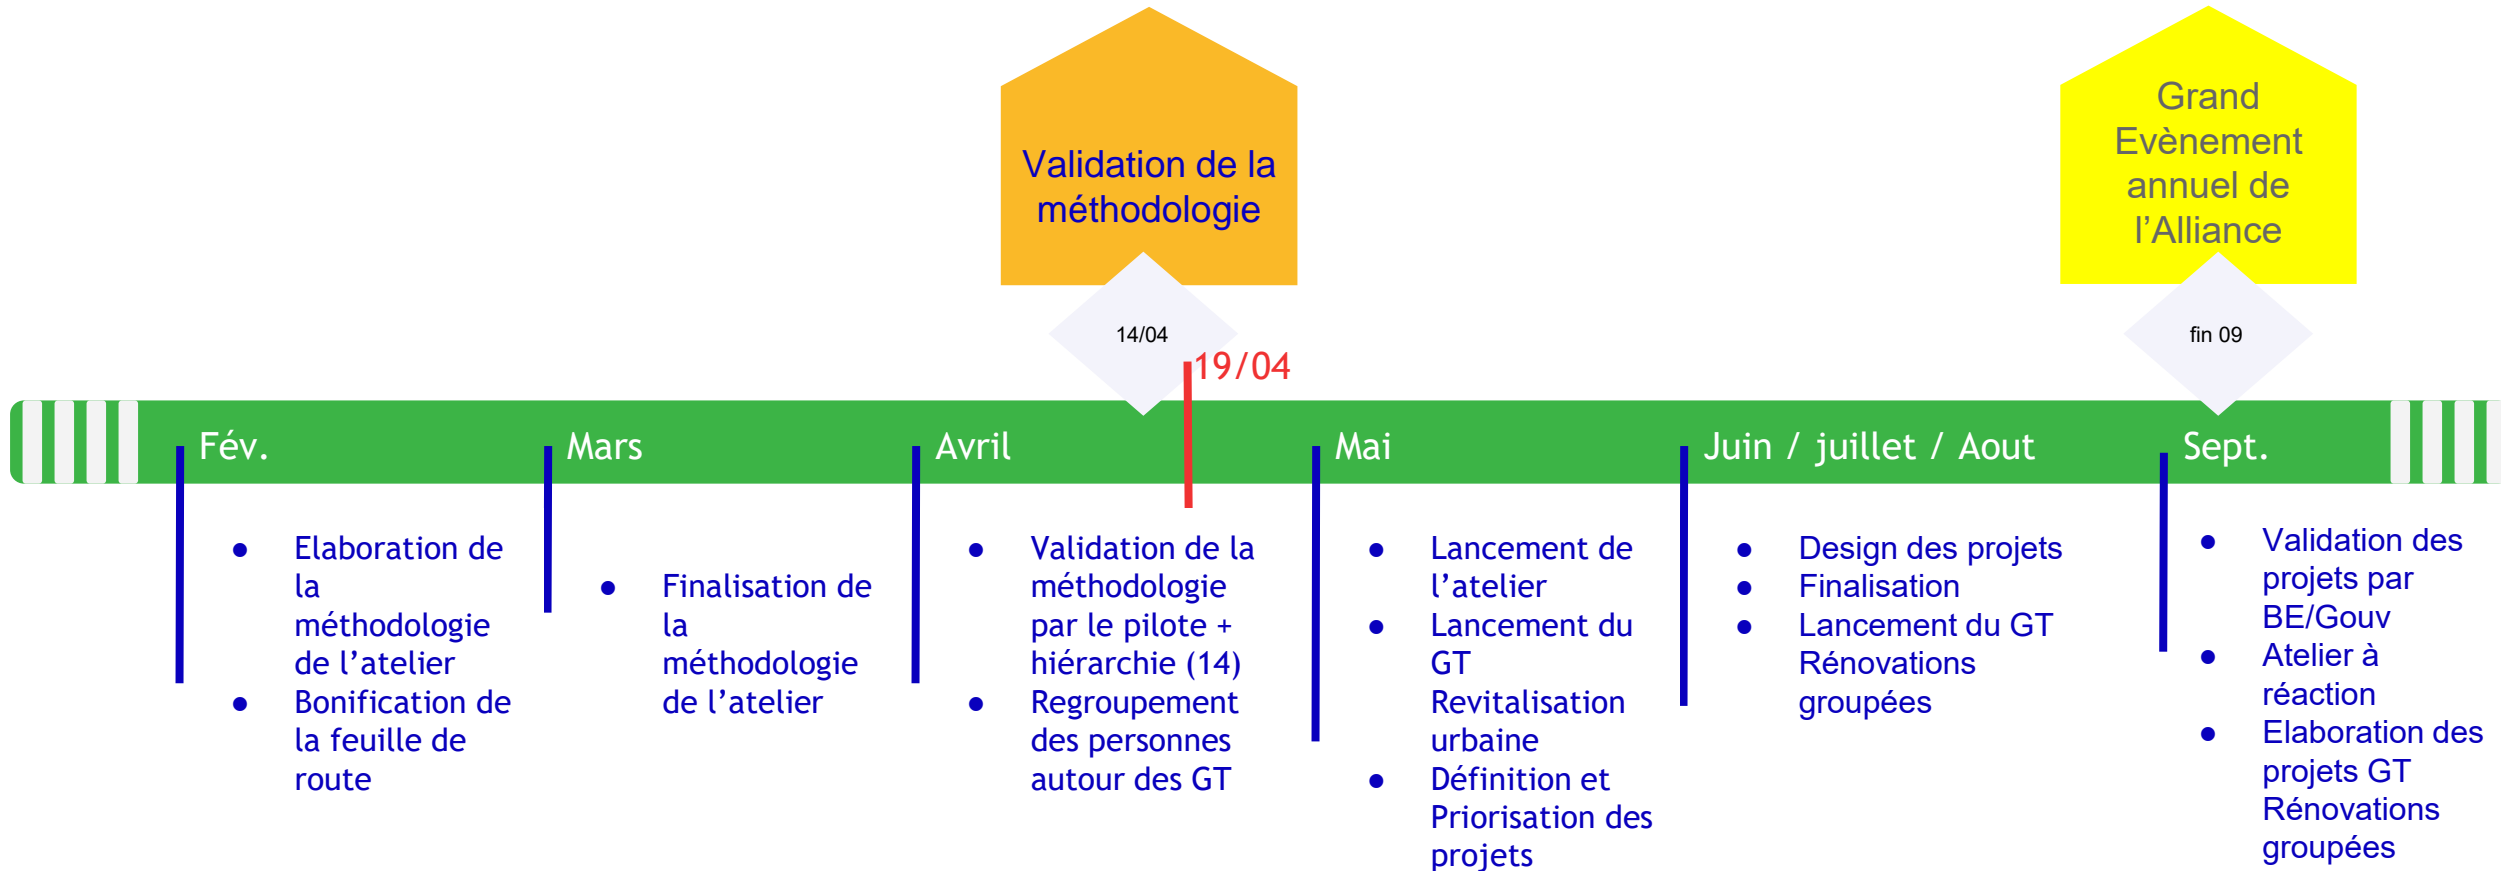 Validation de la
méthodologie
Grand
Evènement
annuel de
l’Alliance
14/04
19/04
fin 09
Fév.
Mars
Avril
Mai
Juin / juillet / Aout
Sept.
● Elaboration de
la
méthodologie
de l’atelier
● Bonification de
la feuille de
route
● Finalisation de
la
méthodologie
de l’atelier
● Validation de la
méthodologie
par le pilote +
hiérarchie (14)
● Regroupement
des personnes
autour des GT
● Lancement de
l’atelier
● Lancement du
GT
Revitalisation
urbaine
● Définition et
Priorisation des
projets
● Design des projets
● Finalisation
● Lancement du GT
Rénovations
groupées
● Validation des
projets par
BE/Gouv
● Atelier à
réaction
● Elaboration des
projets GT
Rénovations
groupées